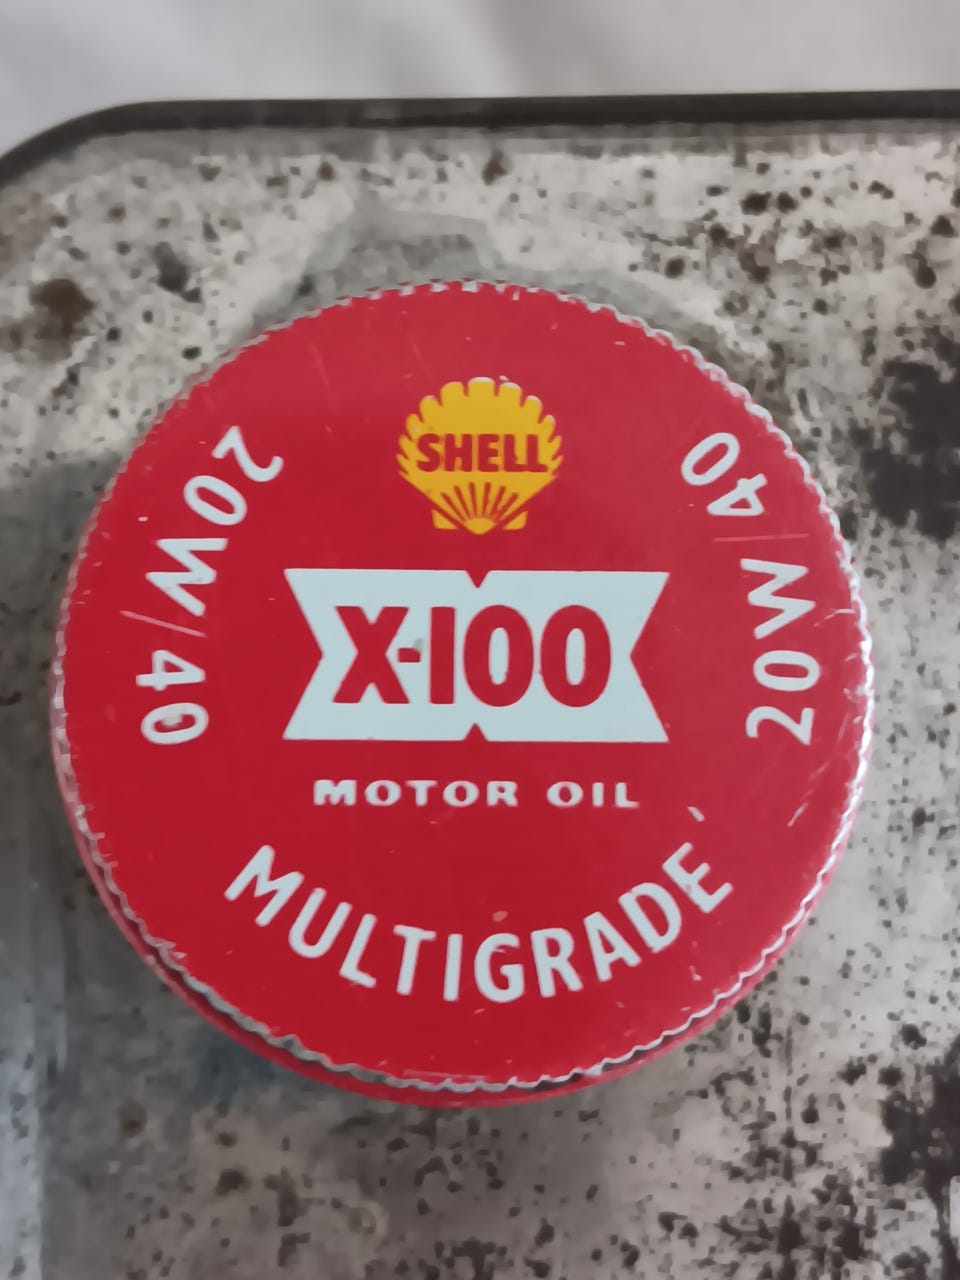 SHELL
20W/40
20W/40
X-100
MOTOR OIL
MULTIGRADE